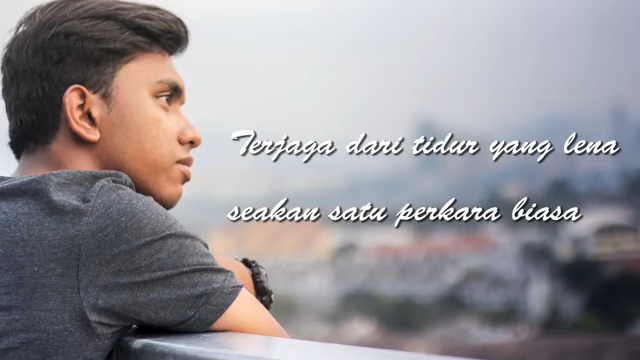 Terjaga dari tidur yang lena
seakan satu perkara biasa